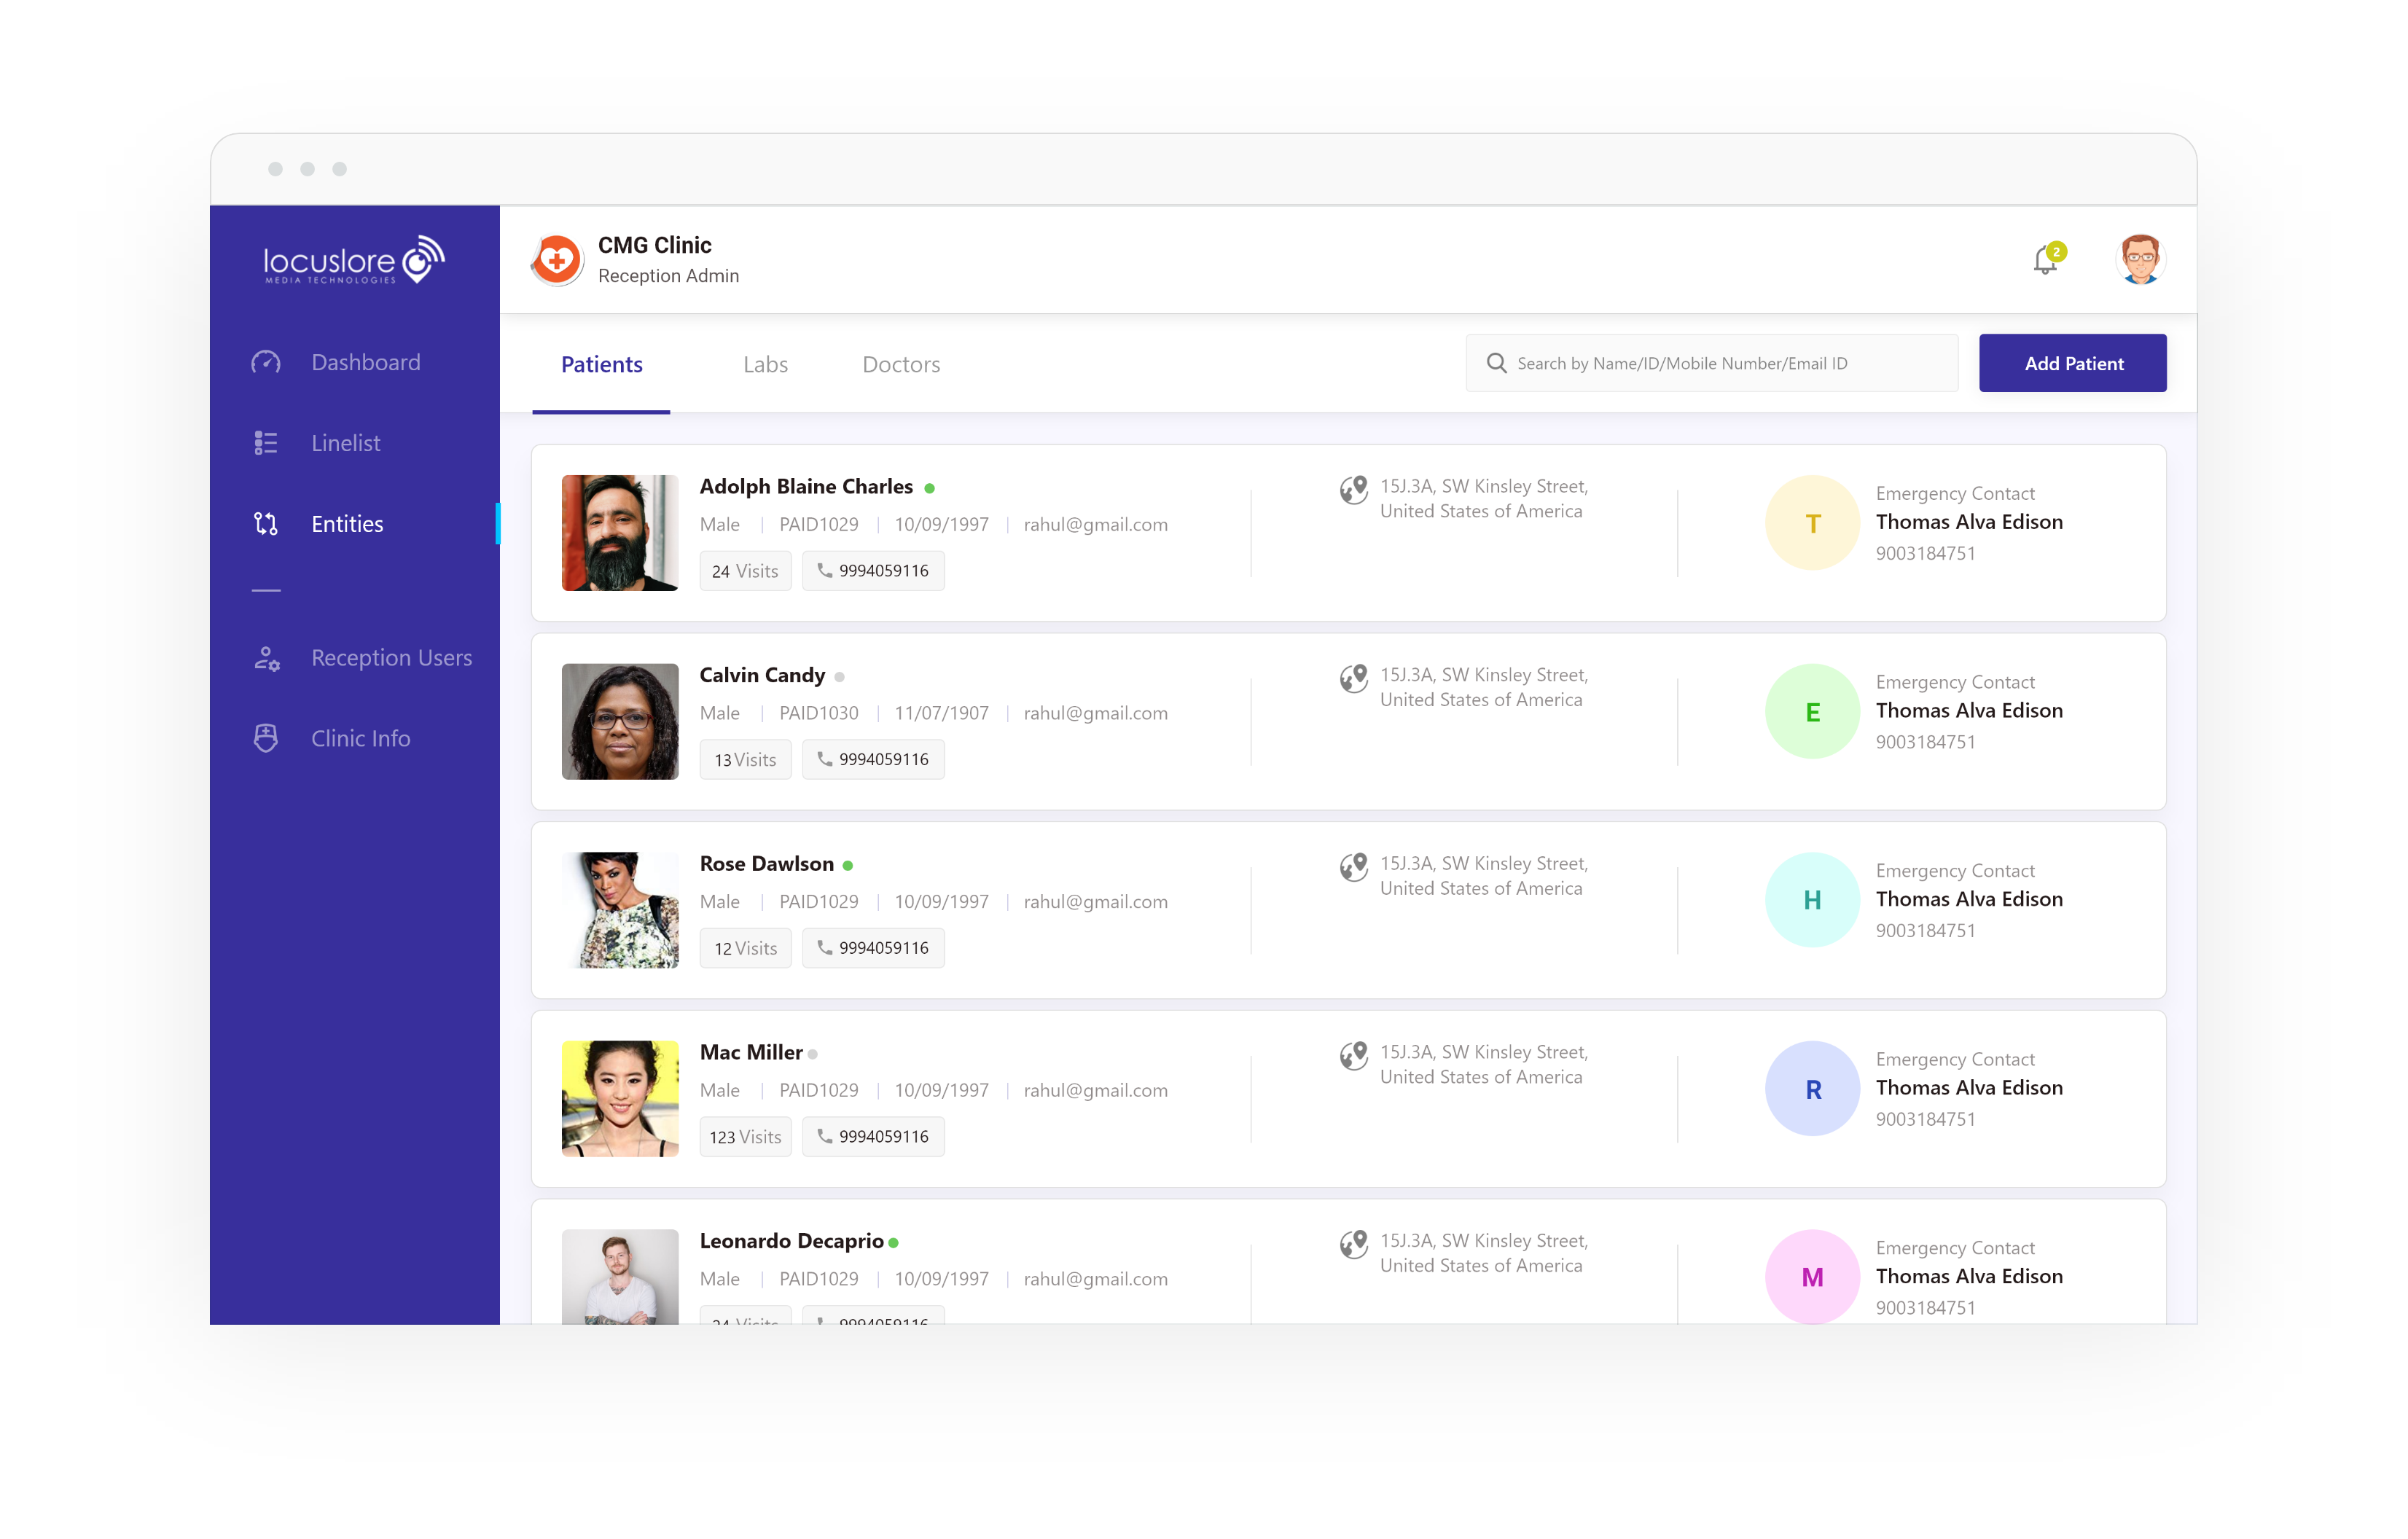 locuslore
MEDIA TECHNOLOGIES
CMG Clinic
Reception Admin
2
Dashboard
Linelist
Entities
Reception Users
Clinic Info
Patients Labs Doctors
Search by Name/ID/Mobile Number/Email ID
Add Patient
Adolph Blaine Charles
Male | PAID1029 | 10/09/1997 | rahul@gmail.com
24 Visits 9994059116
15J.3A, SW Kinsley Street,
United States of America
T
Emergency Contact
Thomas Alva Edison
9003184751
Calvin Candy
Male | PAID1030 | 11/07/1907 | rahul@gmail.com
13 Visits 9994059116
15J.3A, SW Kinsley Street,
United States of America
E
Emergency Contact
Thomas Alva Edison
9003184751
Rose Dawlson
Male | PAID1029 | 10/09/1997 | rahul@gmail.com
12 Visits 9994059116
15J.3A, SW Kinsley Street,
United States of America
H
Emergency Contact
Thomas Alva Edison
9003184751
Mac Miller
Male | PAID1029 | 10/09/1997 | rahul@gmail.com
123 Visits 9994059116
15J.3A, SW Kinsley Street,
United States of America
R
Emergency Contact
Thomas Alva Edison
9003184751
Leonardo Decaprio
Male | PAID1029 | 10/09/1997 | rahul@gmail.com
15J.3A, SW Kinsley Street,
United States of America
M
Emergency Contact
Thomas Alva Edison
9003184751